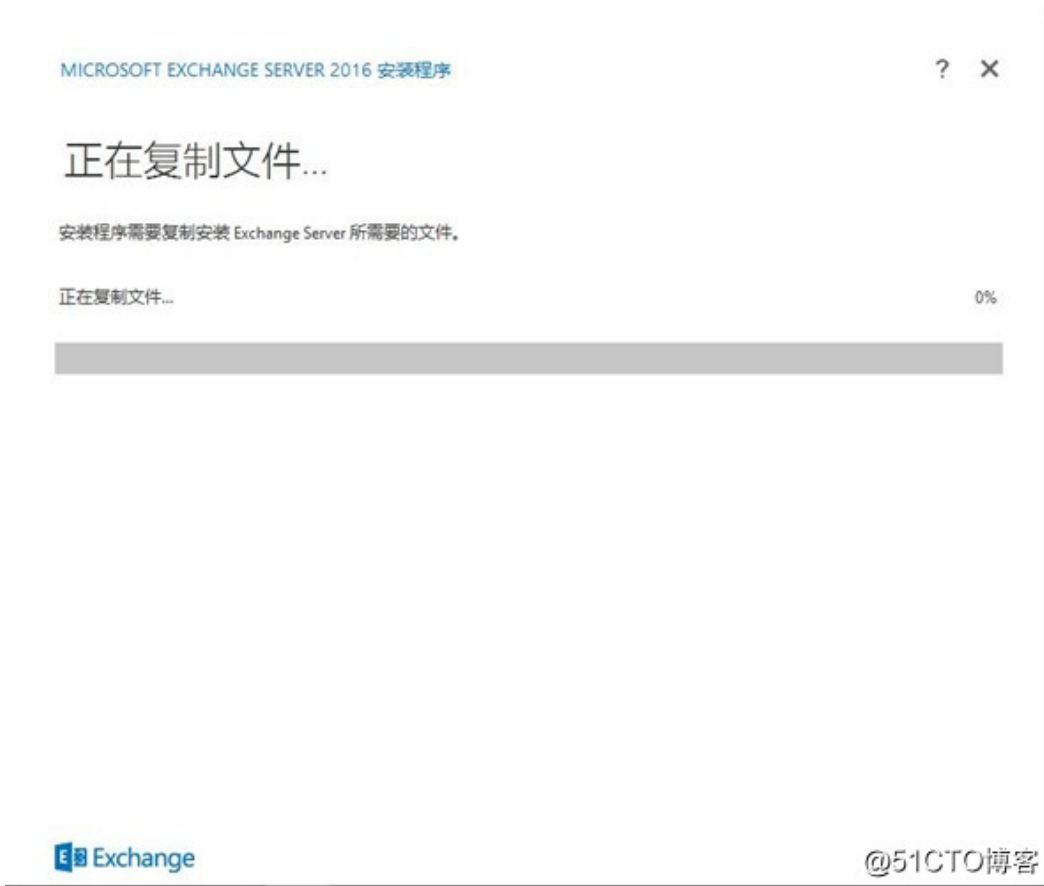 MICROSOFT EXCHANGE SERVER 2016 安装程序
? ×
正在复制文件...
安装程序需要复制安装 Exchange Server 所需要的文件。
正在复制文件... 0%
Exchange
@51CTO博客